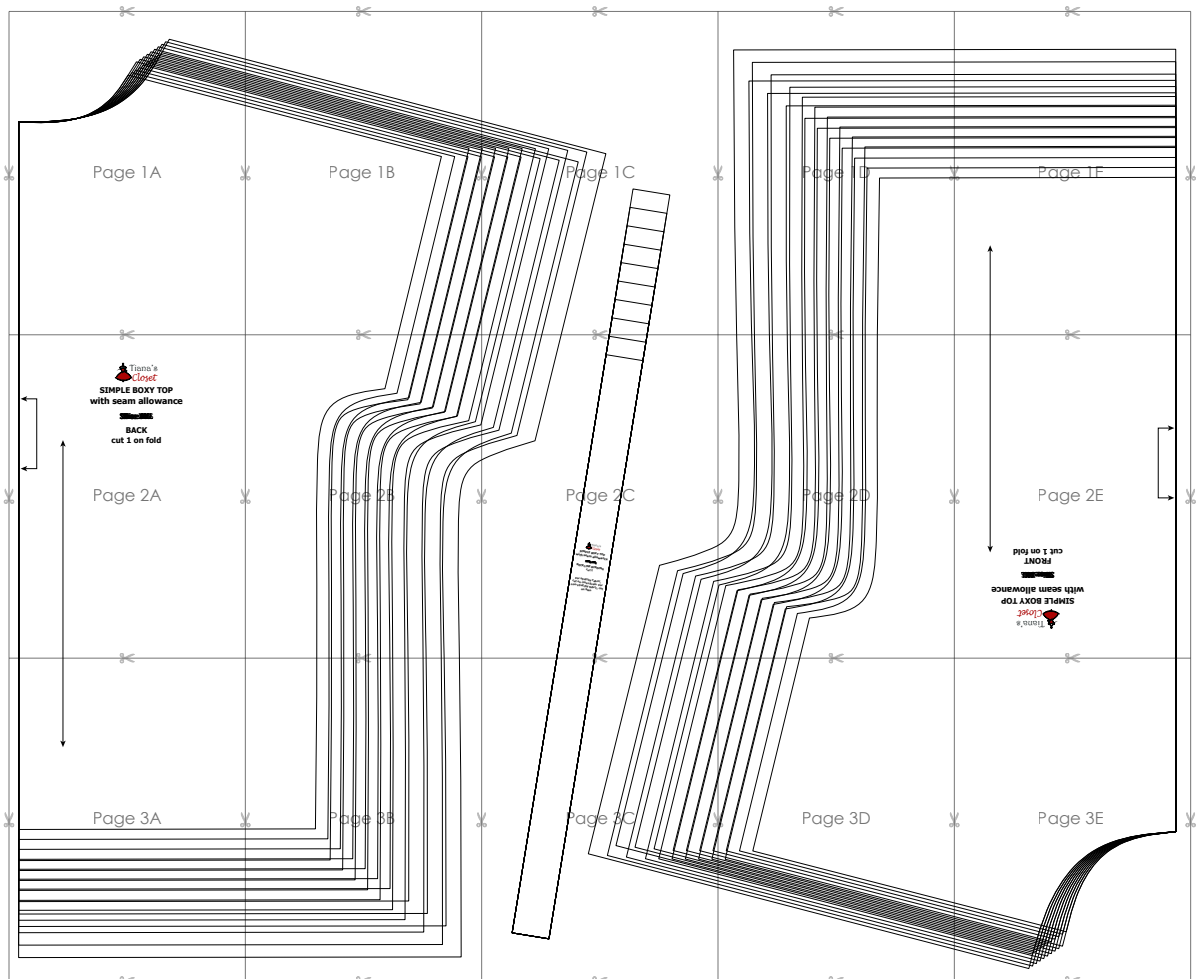 Page 1A
Page 1B
Page 1C
Page 1D
Page 1E
Tiana's
Closet
SIMPLE BOXY TOP
with seam allowance
BACK
cut 1 on fold
Page 2A
Page 2B
Page 2C
Page 2D
Page 2E
Tiana's
Closet
SIMPLE BOXY TOP
with seam allowance
FRONT
cut 1 on fold
Page 3A
Page 3B
Page 3C
Page 3D
Page 3E